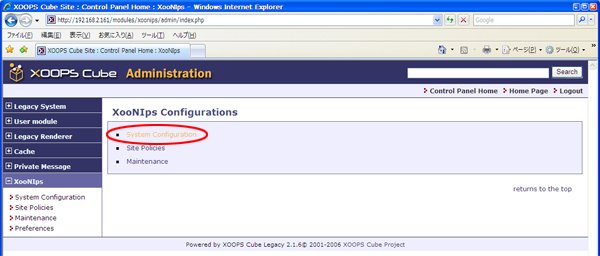 XOOPS Cube Site : Control Panel Home : XooNIps - Windows Internet Explorer
http://192.168.2.161/modules/xoonips/admin/index.php
Google
ファイル(F) 編集(E) 表示(V) お気に入り(A) ツール(T) ヘルプ(H)
XOOPS Cube Site : Control Panel Home : XooNIps
ページ(P) ツール(O)
XOOPS Cube Administration
Search
Control Panel Home Home Page Logout
Legacy System
User module
Legacy Renderer
Cache
Private Message
XooNIps
System Configuration
Site Policies
Maintenance
Preferences
XooNIps Configurations
System Configuration
Site Policies
Maintenance
returns to the top
Powered by XOOPS Cube Legacy 2.1.6© 2001-2006 XOOPS Cube Project